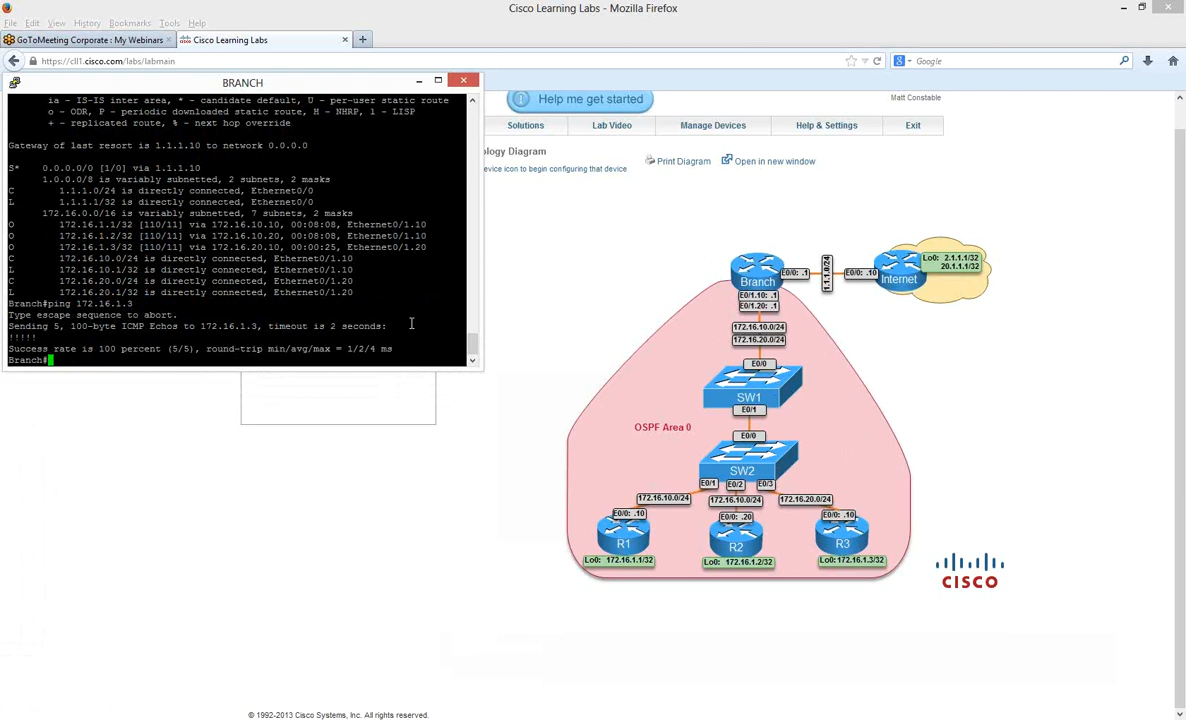 Cisco Learning Labs - Mozilla Firefox
File Edit View History Bookmarks Tools Help
GoToMeeting Corporate : My Webinars
Cisco Learning Labs
https://cll1.cisco.com/labs/labmain
Google
BRANCH
ia - IS-IS inter area, * - candidate default, U - per-user static route
o - ODR, P - periodic downloaded static route, H - NHRP, l - LISP
+ - replicated route, % - next hop override
Gateway of last resort is 1.1.1.10 to network 0.0.0.0
S* 0.0.0.0/0 [1/0] via 1.1.1.10
1.0.0.0/8 is variably subnetted, 2 subnets, 2 masks
C 1.1.1.0/24 is directly connected, Ethernet0/0
L 1.1.1.1/32 is directly connected, Ethernet0/0
172.16.0.0/16 is variably subnetted, 7 subnets, 2 masks
O 172.16.1.1/32 [110/11] via 172.16.10.10, 00:08:08, Ethernet0/1.10
O 172.16.1.2/32 [110/11] via 172.16.10.20, 00:08:08, Ethernet0/1.10
O 172.16.1.3/32 [110/11] via 172.16.20.10, 00:00:25, Ethernet0/1.20
C 172.16.10.0/24 is directly connected, Ethernet0/1.10
L 172.16.10.1/32 is directly connected, Ethernet0/1.10
C 172.16.20.0/24 is directly connected, Ethernet0/1.20
L 172.16.20.1/32 is directly connected, Ethernet0/1.20
Branch#ping 172.16.1.3
Type escape sequence to abort.
Sending 5, 100-byte ICMP Echos to 172.16.1.3, timeout is 2 seconds:
!!!!!
Success rate is 100 percent (5/5), round-trip min/avg/max = 1/2/4 ms
Branch#
Help me get started
Matt Constable
Solutions Lab Video Manage Devices Help & Settings Exit
ology Diagram
evice icon to begin configuring that device
Print Diagram
Open in new window
Branch
E0/0: .1
1.1.1.0/24
E0/0: .10
Internet
Lo0: 2.1.1.1/32
20.1.1.1/32
E0/1.10: .1
E0/1.20: .1
172.16.10.0/24
172.16.20.0/24
E0/0
SW1
E0/1
OSPF Area 0
E0/0
SW2
E0/1 E0/2 E0/3
172.16.10.0/24 172.16.10.0/24 172.16.20.0/24
E0/0: .10 E0/0: .20 E0/0: .10
R1 R2 R3
Lo0: 172.16.1.1/32 Lo0: 172.16.1.2/32 Lo0: 172.16.1.3/32
CISCO
© 1992-2013 Cisco Systems, Inc. All rights reserved.